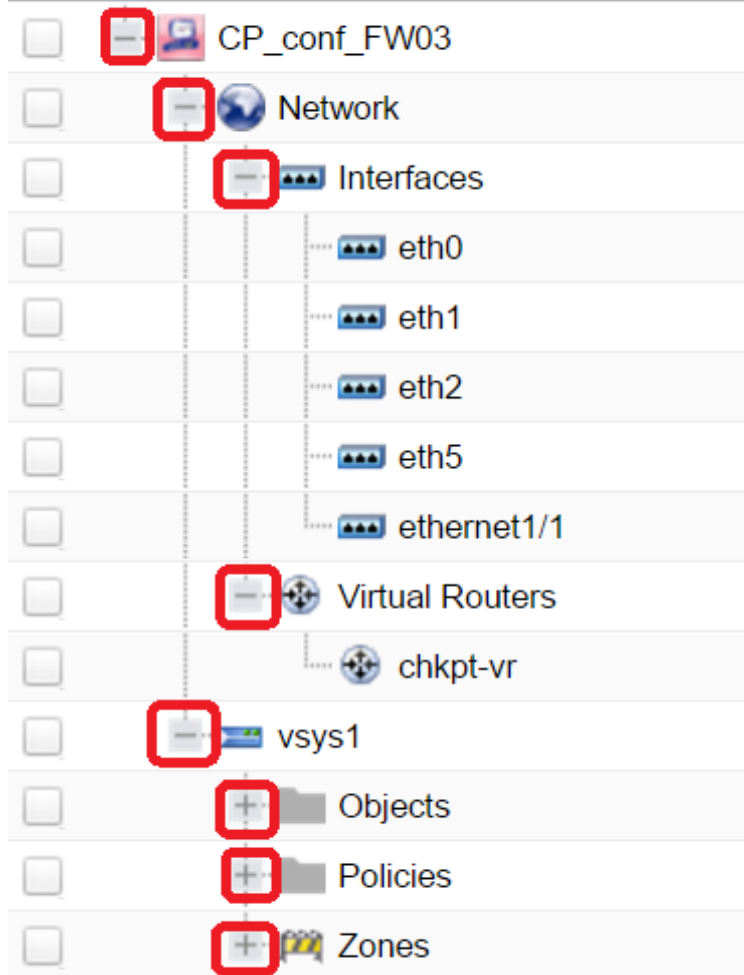 CP_conf_FW03
Network
Interfaces
eth0
eth1
eth2
eth5
ethernet1/1
Virtual Routers
chkpt-vr
vsys1
Objects
Policies
Zones